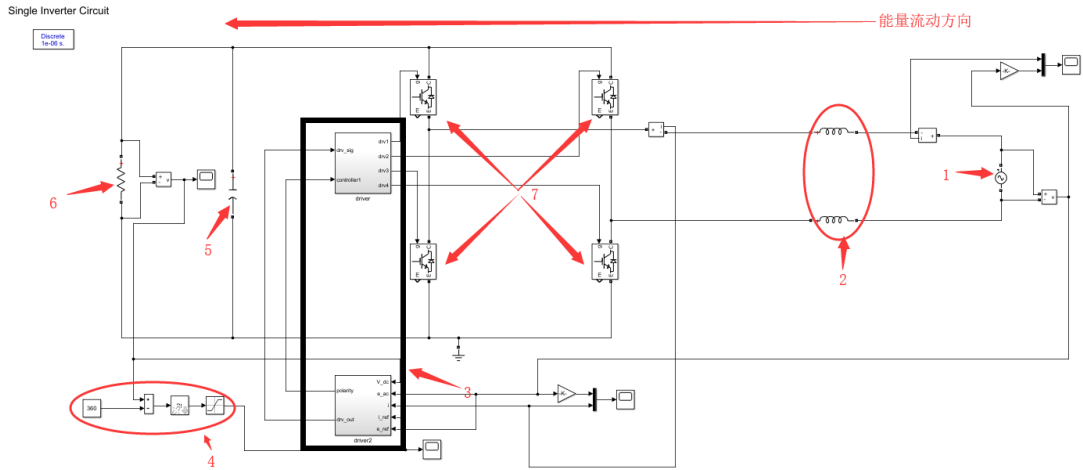 Single Inverter Circuit
能量流动方向
Discrete
1e-06 s.
-K-
g
C
m
E
g
C
m
E
drv_sig
controller1
drv1
drv2
drv3
drv4
driver
+
-
i
+
-
v
+
-
i
1
+
-
v
6
5
7
2
g
C
m
E
g
C
m
E
3
polarity
drv_out
V_dc
e_ac
i
i_ref
e_ref
driver2
-K-
360
+
-
PI
4